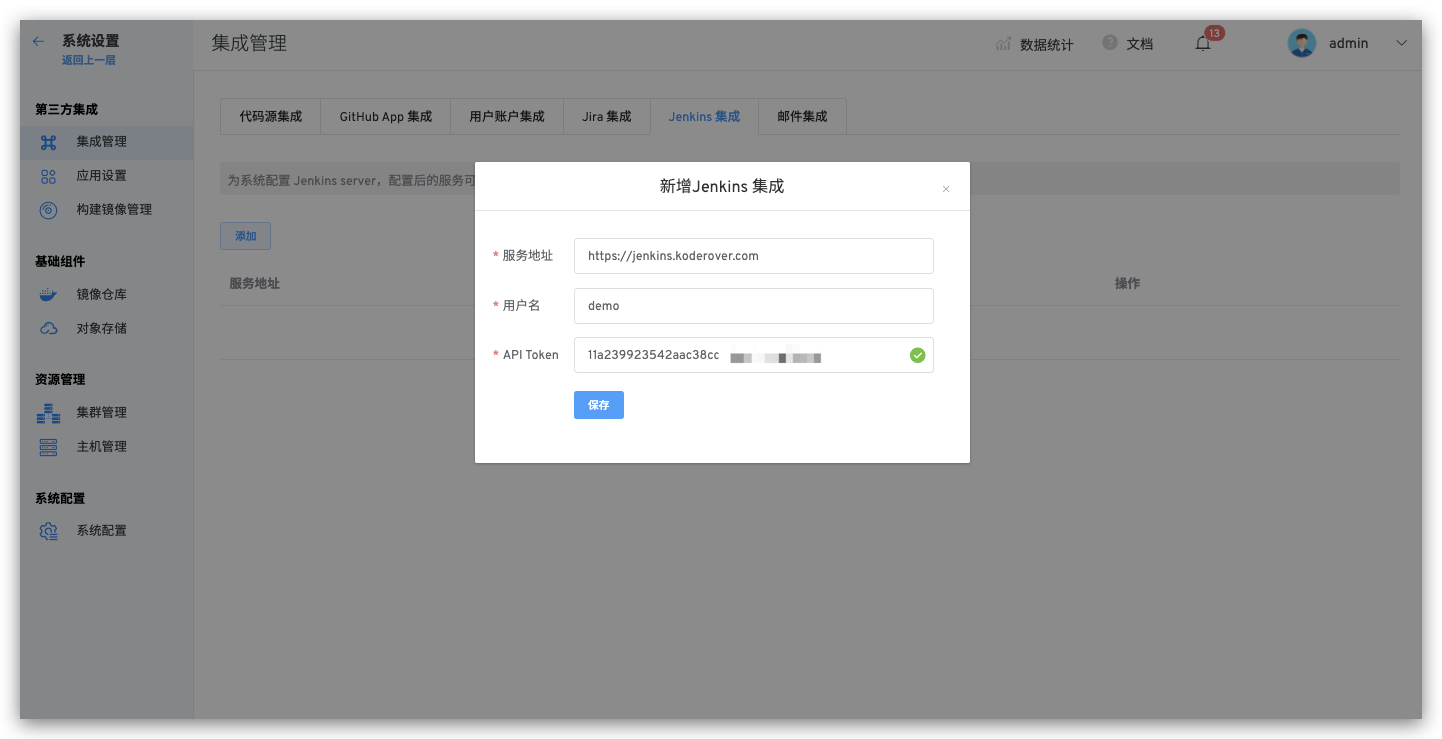 系统设置
返回上一层
集成管理
数据统计
文档
13
admin
第三方集成
集成管理
应用设置
构建镜像管理
基础组件
镜像仓库
对象存储
资源管理
集群管理
主机管理
系统配置
系统配置
代码源集成
GitHub App 集成
用户账户集成
Jira 集成
Jenkins 集成
邮件集成
为系统配置 Jenkins server，配置后的服务可
添加
服务地址
操作
新增Jenkins 集成
* 服务地址
https://jenkins.koderover.com
* 用户名
demo
* API Token
11a239923542aac38cc
保存